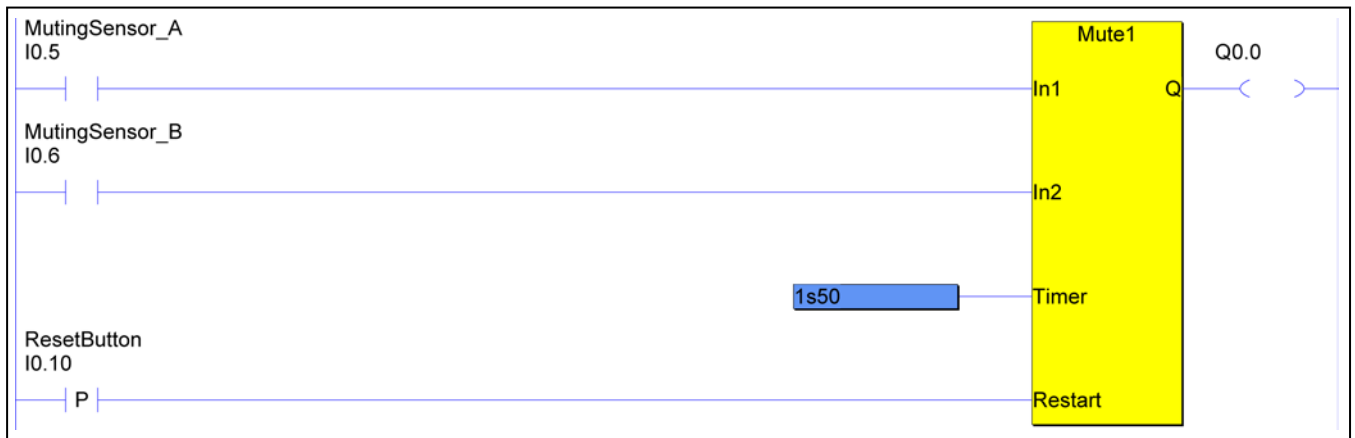 MutingSensor_A
I0.5
Mute1
Q0.0
In1
Q
MutingSensor_B
I0.6
In2
1s50
Timer
ResetButton
I0.10
P
Restart